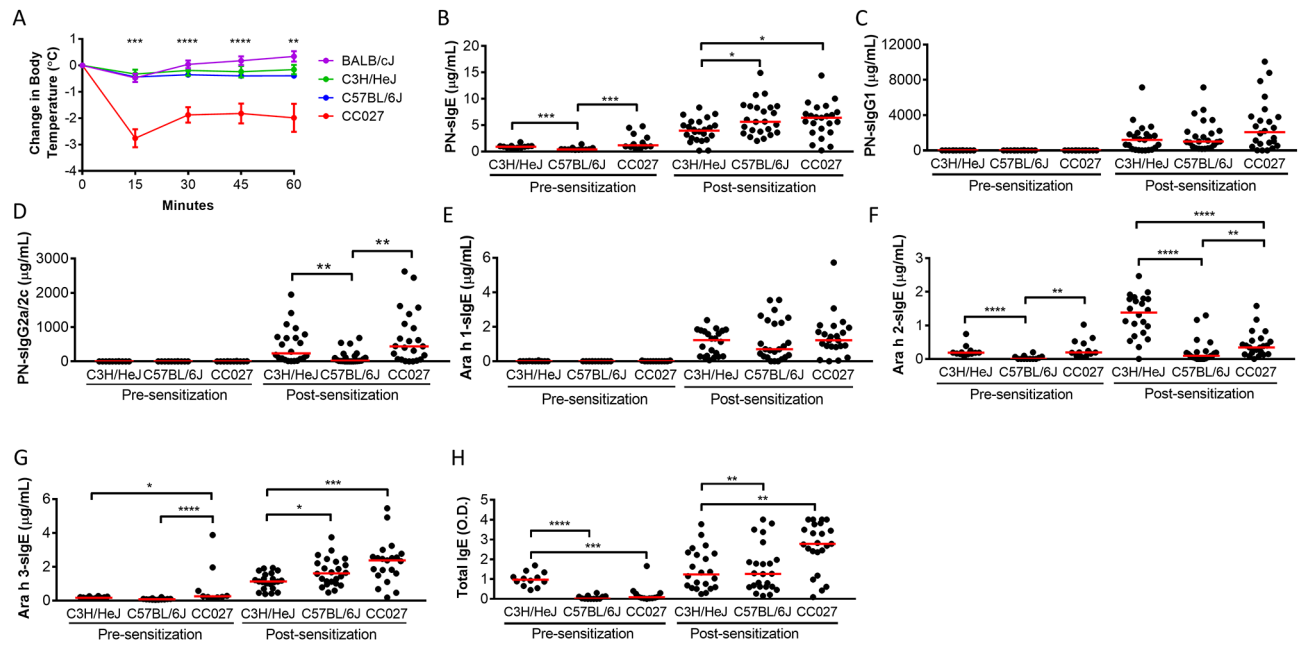 A
Change in Body
Temperature (°C)
1
0
-1
-2
-3
-4
*** **** **** **
0 15 30 45 60
Minutes
BALB/cJ
C3H/HeJ
C57BL/6J
CC027
B
PN-sIgE (µg/mL)
20
15
10
5
0
*** *** * *
C3H/HeJ C57BL/6J CC027 C3H/HeJ C57BL/6J CC027
Pre-sensitization Post-sensitization
C
PN-sIgG1 (µg/mL)
12000
8000
4000
0
C3H/HeJ C57BL/6J CC027 C3H/HeJ C57BL/6J CC027
Pre-sensitization Post-sensitization
D
PN-sIgG2a/2c (µg/mL)
3000
2000
1000
0
** **
C3H/HeJ C57BL/6J CC027 C3H/HeJ C57BL/6J CC027
Pre-sensitization Post-sensitization
E
Ara h 1-sIgE (µg/mL)
6
4
2
0
C3H/HeJ C57BL/6J CC027 C3H/HeJ C57BL/6J CC027
Pre-sensitization Post-sensitization
F
Ara h 2-sIgE (µg/mL)
3
2
1
0
**** ** **** ** ****
C3H/HeJ C57BL/6J CC027 C3H/HeJ C57BL/6J CC027
Pre-sensitization Post-sensitization
G
Ara h 3-sIgE (µg/mL)
6
4
2
0
* **** * ***
C3H/HeJ C57BL/6J CC027 C3H/HeJ C57BL/6J CC027
Pre-sensitization Post-sensitization
H
Total IgE (O.D.)
5
4
3
2
1
0
**** *** ** **
C3H/HeJ C57BL/6J CC027 C3H/HeJ C57BL/6J CC027
Pre-sensitization Post-sensitization